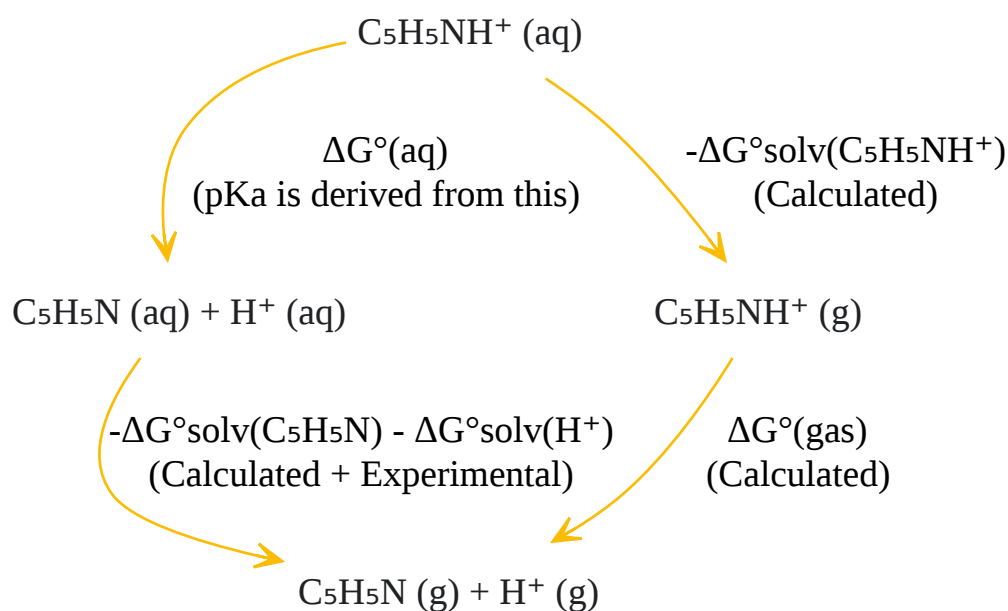 C₅H₅NH⁺ (aq)
ΔG°(aq)
(pKa is derived from this)
-ΔG°solv(C₅H₅NH⁺)
(Calculated)
C₅H₅N (aq) + H⁺ (aq)
C₅H₅NH⁺ (g)
-ΔG°solv(C₅H₅N) - ΔG°solv(H⁺)
(Calculated + Experimental)
ΔG°(gas)
(Calculated)
C₅H₅N (g) + H⁺ (g)